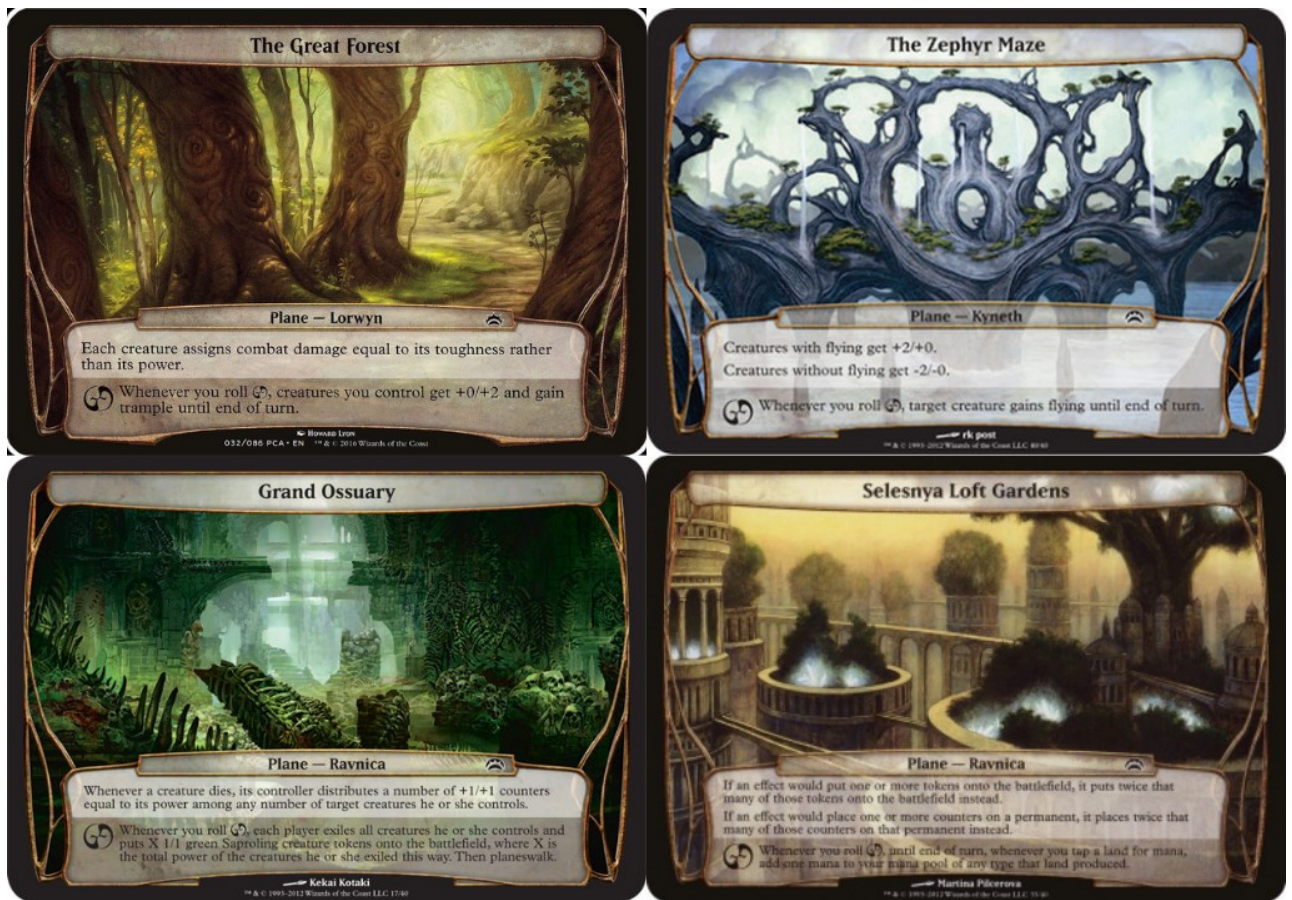 The Great Forest
Plane — Lorwyn
Each creature assigns combat damage equal to its toughness rather
than its power.
Whenever you roll , creatures you control get +0/+2 and gain
trample until end of turn.
Howard Lyon
032/086 PCA • EN ™ & © 2016 Wizards of the Coast
The Zephyr Maze
Plane — Kyneth
Creatures with flying get +2/+0.
Creatures without flying get -2/-0.
Whenever you roll , target creature gains flying until end of turn.
rk post
™ & © 1993–2012 Wizards of the Coast LLC 40/40
Grand Ossuary
Plane — Ravnica
Whenever a creature dies, its controller distributes a number of +1/+1 counters
equal to its power among any number of target creatures he or she controls.
Whenever you roll , each player exiles all creatures he or she controls and
puts X 1/1 green Saproling creature tokens onto the battlefield, where X is
the total power of the creatures he or she exiled this way. Then planeswalk.
Kekai Kotaki
™ & © 1993–2012 Wizards of the Coast LLC 17/40
Selesnya Loft Gardens
Plane — Ravnica
If an effect would put one or more tokens onto the battlefield, it puts twice that
many of those tokens onto the battlefield instead.
If an effect would place one or more counters on a permanent, it places twice that
many of those counters on that permanent instead.
Whenever you roll , until end of turn, whenever you tap a land for mana,
add one mana to your mana pool of any type that land produced.
Martina Pilcerova
™ & © 1993–2012 Wizards of the Coast LLC 33/40